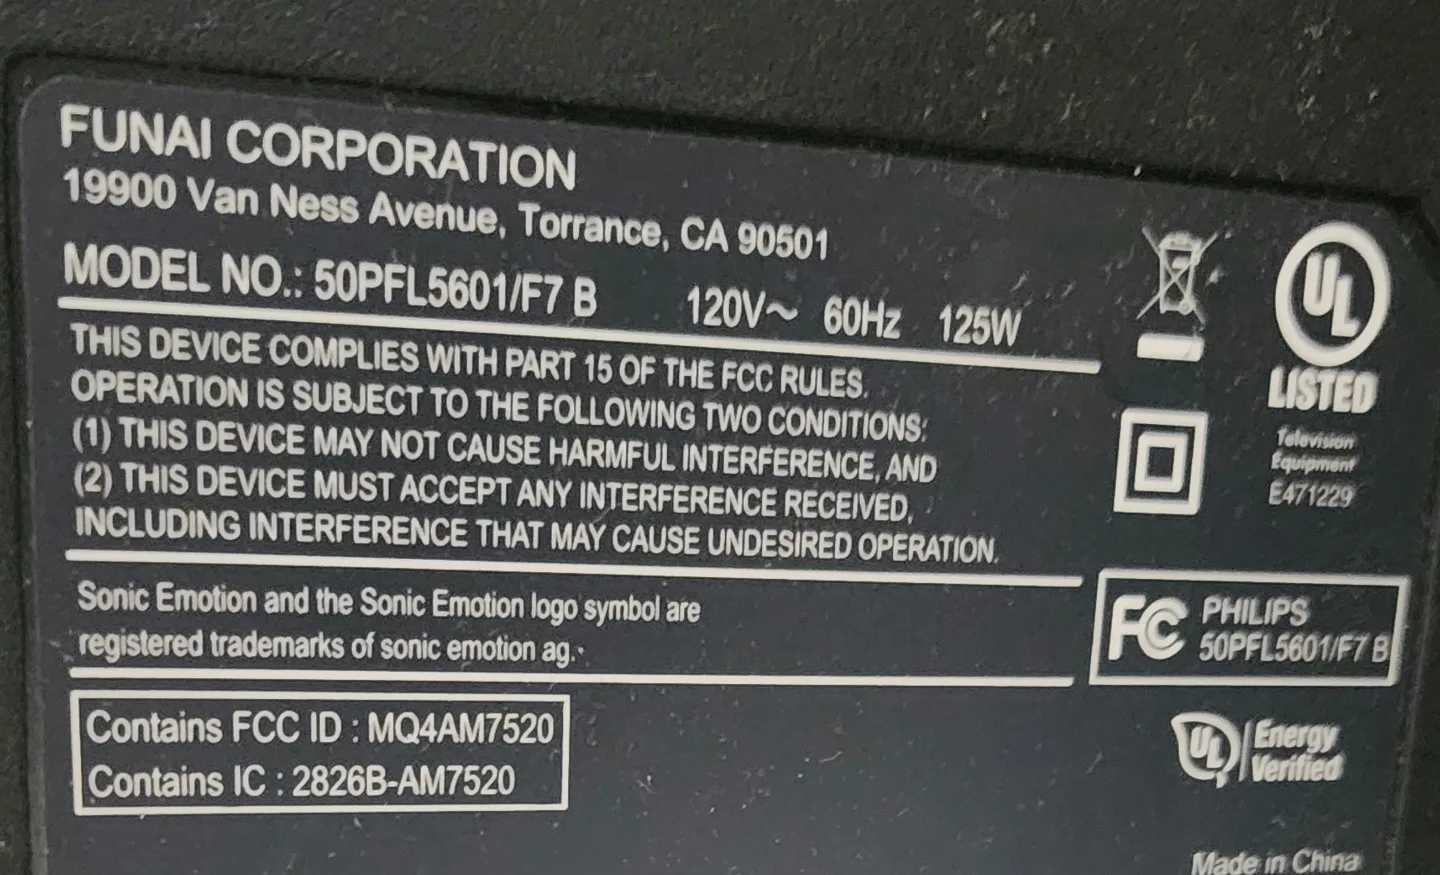 FUNAI CORPORATION
19900 Van Ness Avenue, Torrance, CA 90501
MODEL NO.: 50PFL5601/F7 B 120V~ 60Hz 125W
THIS DEVICE COMPLIES WITH PART 15 OF THE FCC RULES.
OPERATION IS SUBJECT TO THE FOLLOWING TWO CONDITIONS:
(1) THIS DEVICE MAY NOT CAUSE HARMFUL INTERFERENCE, AND
(2) THIS DEVICE MUST ACCEPT ANY INTERFERENCE RECEIVED,
INCLUDING INTERFERENCE THAT MAY CAUSE UNDESIRED OPERATION.
Sonic Emotion and the Sonic Emotion logo symbol are
registered trademarks of sonic emotion ag.
Contains FCC ID : MQ4AM7520
Contains IC : 2826B-AM7520
UL
LISTED
Television
Equipment
E471229
FC PHILIPS
50PFL5601/F7 B
UL Energy
Verified
Made in China